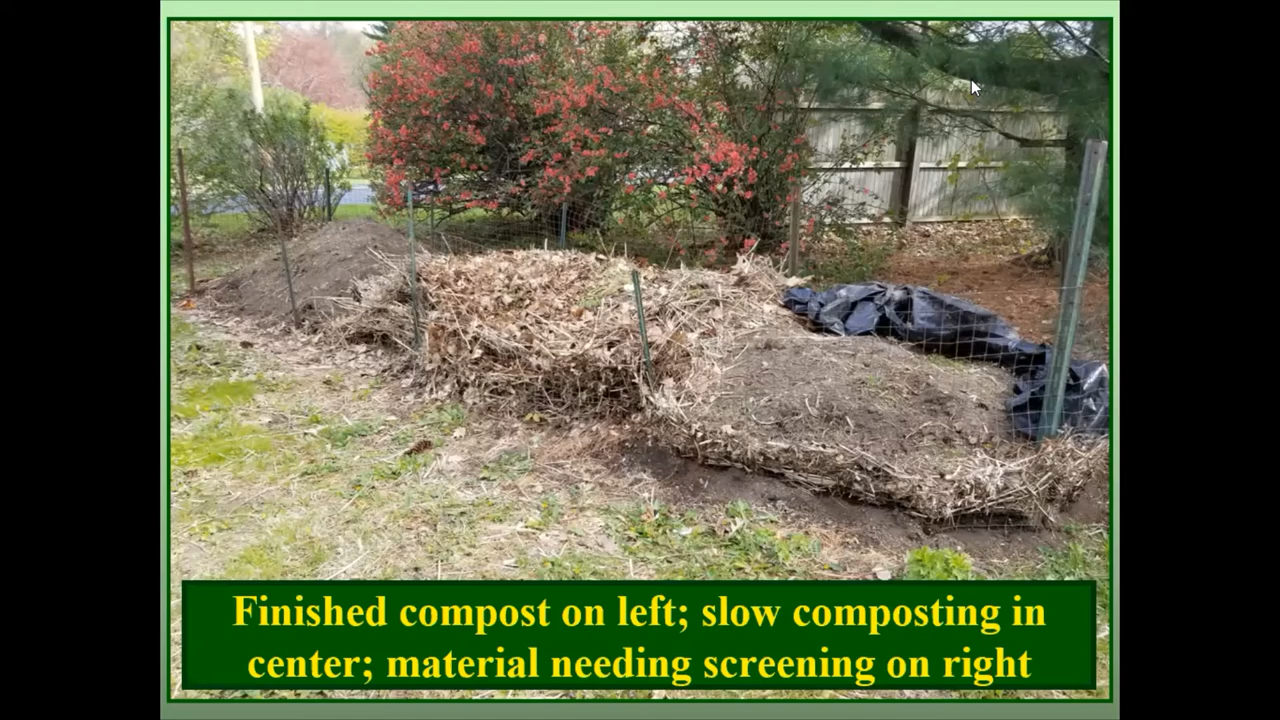 Finished compost on left; slow composting in
center; material needing screening on right